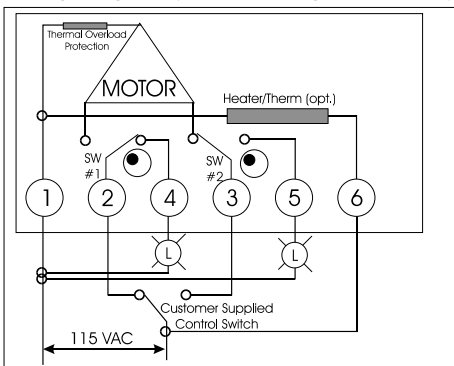 Thermal Overload
Protection
MOTOR
Heater/Therm (opt.)
SW
#1
SW
#2
1
2
4
3
5
6
L
L
Customer Supplied
Control Switch
115 VAC